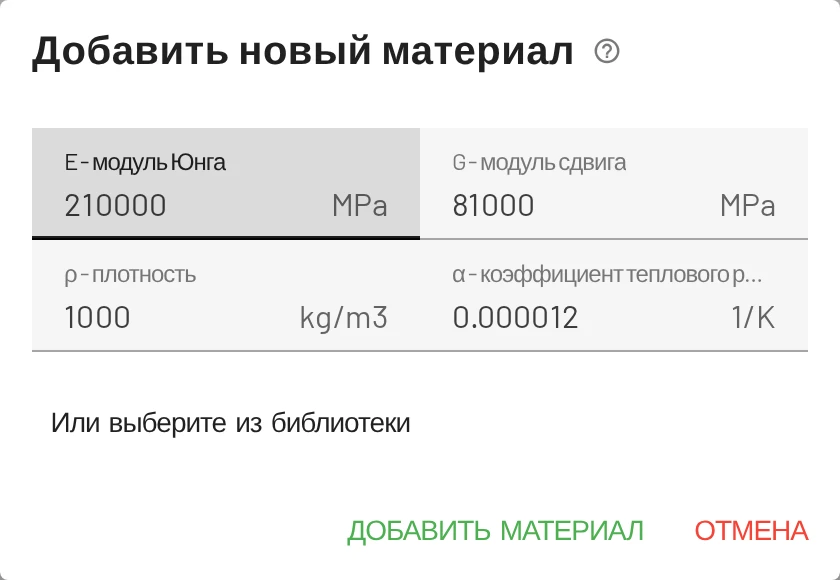 Добавить новый материал
E - модуль Юнга
G - модуль сдвига
210000 MPa
81000 MPa
ρ - плотность
α - коэффициент теплового р...
1000 kg/m3
0.000012 1/K
Или выберите из библиотеки
ДОБАВИТЬ МАТЕРИАЛ ОТМЕНА